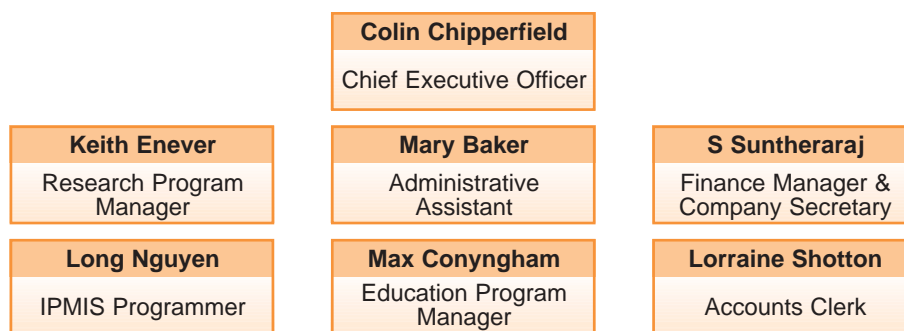 Colin Chipperfield
Chief Executive Officer
Keith Enever
Research Program
Manager
Mary Baker
Administrative
Assistant
S Suntheraraj
Finance Manager &
Company Secretary
Long Nguyen
IPMIS Programmer
Max Conyngham
Education Program
Manager
Lorraine Shotton
Accounts Clerk